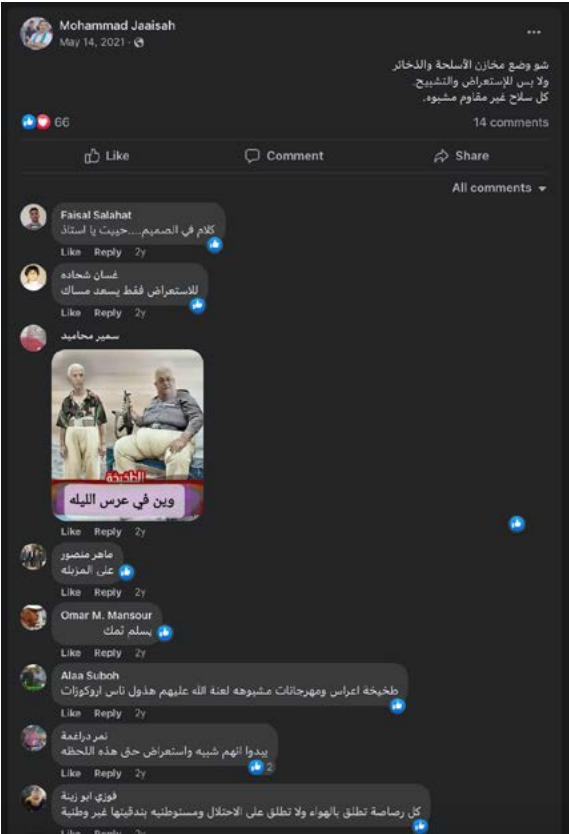 Mohammad Jaaisah
May 14, 2021 ·
شو وضع مخازن الأسلحة والذخائر
ولا بس للإستعراض والتشبيح.
كل سلاح غير مقاوم مشبوه.
66
14 comments
Like Comment Share
All comments
Faisal Salahat
كلام في الصميم....حييت يا استاذ
Like Reply 2y
غسان شحاده
للاستعراض فقط يسعد مساك
Like Reply 2y
سمير محاميد
الطخيخة
وين في عرس الليله
Like Reply 2y
ماهر منصور
على المزبله
Like Reply 2y
Omar M. Mansour
يسلم ثمك
Like Reply 2y
Alaa Suboh
طخيخة اعراس ومهرجانات مشبوهه لعنة الله عليهم هذول ناس اروكوزات
Like Reply 2y
نمر دراغمة
يبدوا انهم شبيه واستعراض حتى هذه اللحظه
2
Like Reply 2y
فوزي ابو زينة
كل رصاصة تطلق بالهواء ولا تطلق على الاحتلال ومستوطنيه بندقيتها غير وطنية
Like Reply 2y